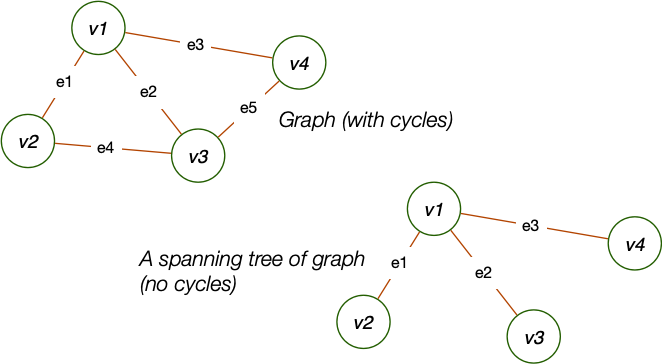 v1
e3
v4
e1
e2
e5
Graph (with cycles)
v2
e4
v3
v1
e3
v4
A spanning tree of graph
(no cycles)
e1
e2
v2
v3